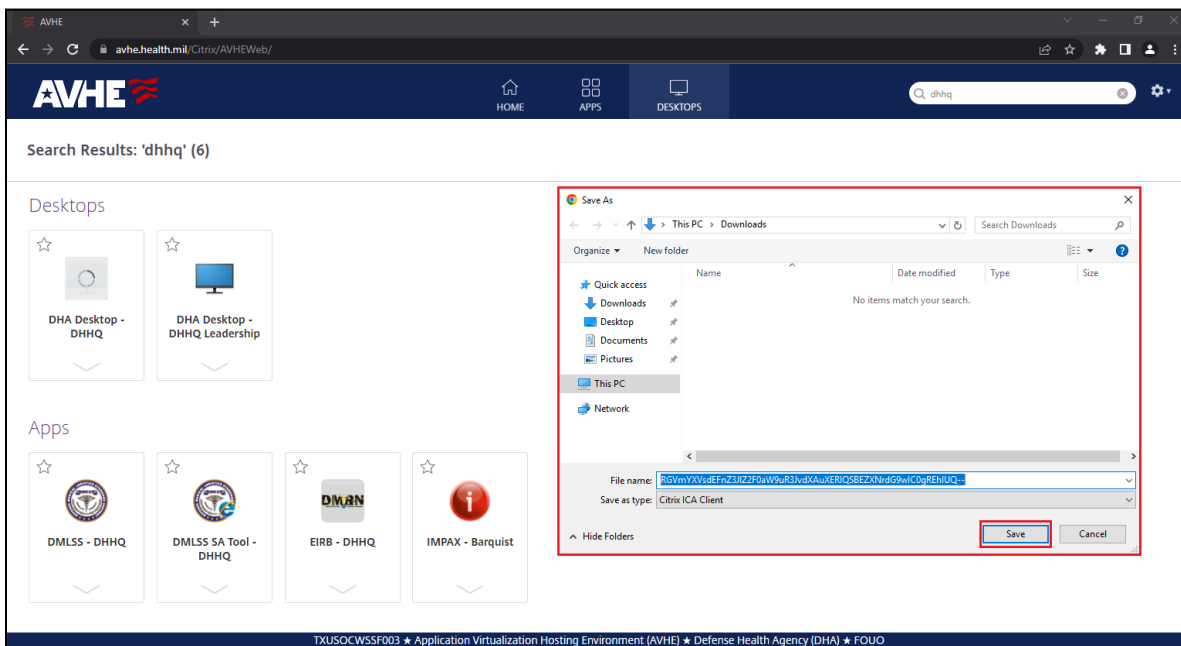 AVHE
avhe.health.mil/Citrix/AVHEWeb/
AVHE
HOME
APPS
DESKTOPS
dhhq
Search Results: 'dhhq' (6)
Desktops
DHA Desktop -
DHHQ
DHA Desktop -
DHHQ Leadership
Apps
DMLSS - DHHQ
DMLSS SA Tool -
DHHQ
DMRN
EIRB - DHHQ
IMPAX - Barquist
Save As
This PC > Downloads
Search Downloads
Organize
New folder
Name
Date modified
Type
Size
Quick access
Downloads
Desktop
Documents
Pictures
This PC
Network
No items match your search.
File name:
Save as type: Citrix ICA Client
Hide Folders
Save
Cancel
TXUSOCWSSF003 ★ Application Virtualization Hosting Environment (AVHE) ★ Defense Health Agency (DHA) ★ FOUO